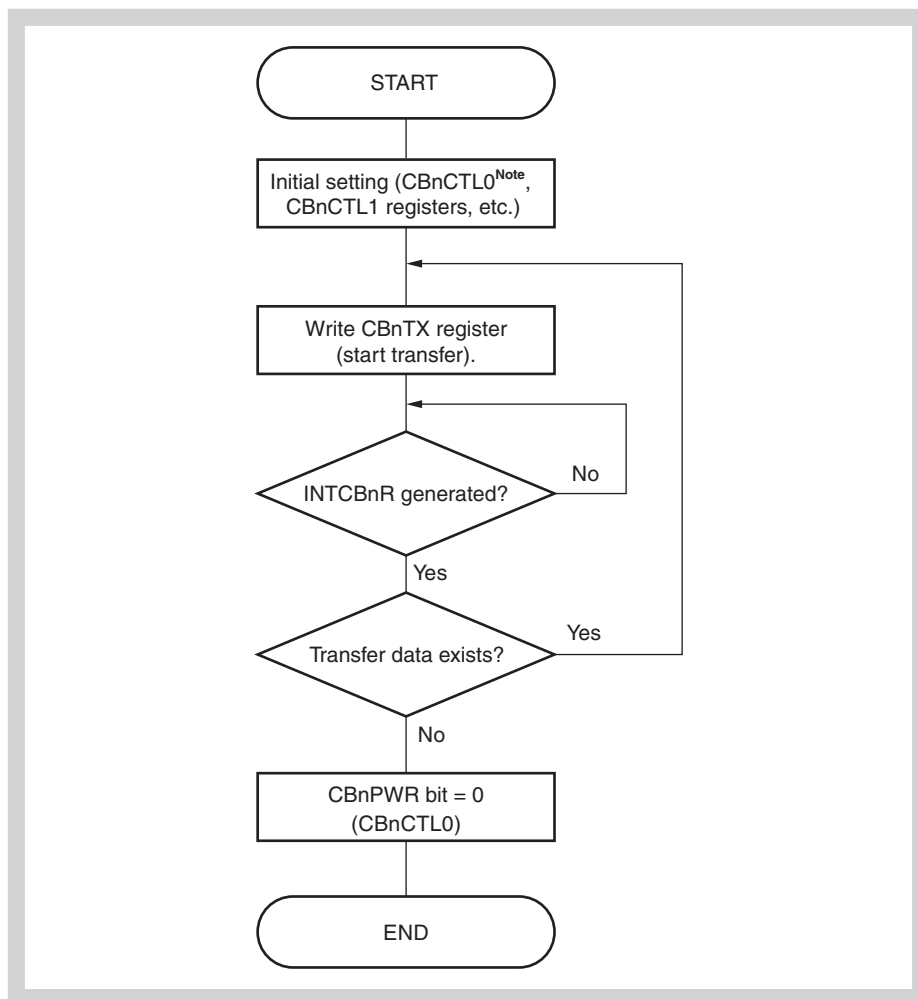 START
Initial setting (CBnCTL0Note,
CBnCTL1 registers, etc.)
Write CBnTX register
(start transfer).
INTCBnR generated?
No
Yes
Transfer data exists?
Yes
No
CBnPWR bit = 0
(CBnCTL0)
END